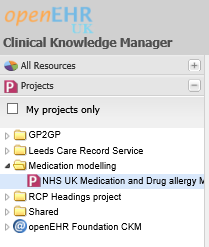 openEHR
UK
Clinical Knowledge Manager
All Resources
Projects
My projects only
GP2GP
Leeds Care Record Service
Medication modelling
NHS UK Medication and Drug allergy M
RCP Headings project
Shared
openEHR Foundation CKM